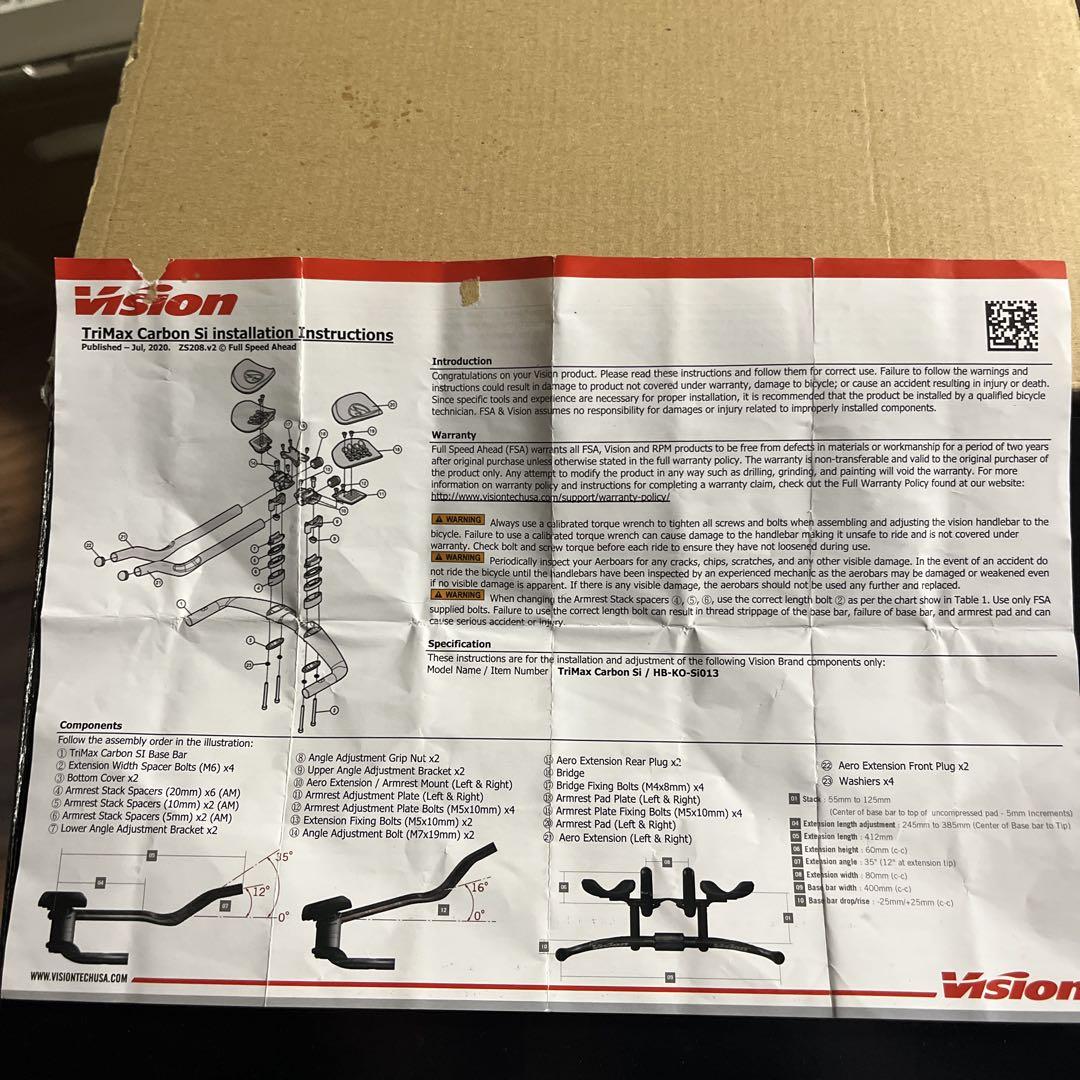 Vision
TriMax Carbon Si installation Instructions
Published – Jul, 2020. ZS208.v2 © Full Speed Ahead
Introduction
Congratulations on your Vision product. Please read these instructions and follow them for correct use. Failure to follow the warnings and
instructions could result in damage to product not covered under warranty, damage to bicycle; or cause an accident resulting in injury or death.
Since specific tools and experience are necessary for proper installation, it is recommended that the product be installed by a qualified bicycle
technician. FSA & Vision assumes no responsibility for damages or injury related to improperly installed components.
Warranty
Full Speed Ahead (FSA) warrants all FSA, Vision and RPM products to be free from defects in materials or workmanship for a period of two years
after original purchase unless otherwise stated in the full warranty policy. The warranty is non-transferable and valid to the original purchaser of
the product only. Any attempt to modify the product in any way such as drilling, grinding, and painting will void the warranty. For more
information on warranty policy and instructions for completing a warranty claim, check out the Full Warranty Policy found at our website:
http://www.visiontechusa.com/support/warranty-policy/
WARNING Always use a calibrated torque wrench to tighten all screws and bolts when assembling and adjusting the vision handlebar to the
bicycle. Failure to use a calibrated torque wrench can cause damage to the handlebar making it unsafe to ride and is not covered under
warranty. Check bolt and screw torque before each ride to ensure they have not loosened during use.
WARNING Periodically inspect your Aerboars for any cracks, chips, scratches, and any other visible damage. In the event of an accident do
not ride the bicycle until the handlebars have been inspected by an experienced mechanic as the aerobars may be damaged or weakened even
if no visible damage is apparent. If there is any visible damage, the aerobars should not be used any further and replaced.
WARNING When changing the Armrest Stack spacers ④, ⑤, ⑥, use the correct length bolt ② as per the chart show in Table 1. Use only FSA
supplied bolts. Failure to use the correct length bolt can result in thread strippage of the base bar, failure of base bar, and armrest pad and can
cause serious accident or injury.
Specification
These instructions are for the installation and adjustment of the following Vision Brand components only:
Model Name / Item Number TriMax Carbon Si / HB-KO-Si013
Components
Follow the assembly order in the illustration:
① TriMax Carbon SI Base Bar
② Extension Width Spacer Bolts (M6) x4
③ Bottom Cover x2
④ Armrest Stack Spacers (20mm) x6 (AM)
⑤ Armrest Stack Spacers (10mm) x2 (AM)
⑥ Armrest Stack Spacers (5mm) x2 (AM)
⑦ Lower Angle Adjustment Bracket x2
⑧ Angle Adjustment Grip Nut x2
⑨ Upper Angle Adjustment Bracket x2
⑩ Aero Extension / Armrest Mount (Left & Right)
⑪ Armrest Adjustment Plate (Left & Right)
⑫ Armrest Adjustment Plate Bolts (M5x10mm) x4
⑬ Extension Fixing Bolts (M5x10mm) x2
⑭ Angle Adjustment Bolt (M7x19mm) x2
⑮ Aero Extension Rear Plug x2
⑯ Bridge
⑰ Bridge Fixing Bolts (M4x8mm) x4
⑱ Armrest Pad Plate (Left & Right)
⑲ Armrest Plate Fixing Bolts (M5x10mm) x4
⑳ Armrest Pad (Left & Right)
㉑ Aero Extension (Left & Right)
㉒ Aero Extension Front Plug x2
㉓ Washiers x4
01 Stack : 55mm to 125mm
(Center of base bar to top of uncompressed pad - 5mm Increments)
04 Extension length adjustment : 245mm to 385mm (Center of Base bar to Tip)
05 Extension length : 412mm
06 Extension height : 60mm (c-c)
07 Extension angle : 35° (12° at extension tip)
08 Extension width : 80mm (c-c)
09 Base bar width : 400mm (c-c)
10 Base bar drop/rise : -25mm/+25mm (c-c)
05
35°
04
12°
07
0°
16°
12
0°
08
06
01
10
Vision Vision
09
WWW.VISIONTECHUSA.COM
Vision